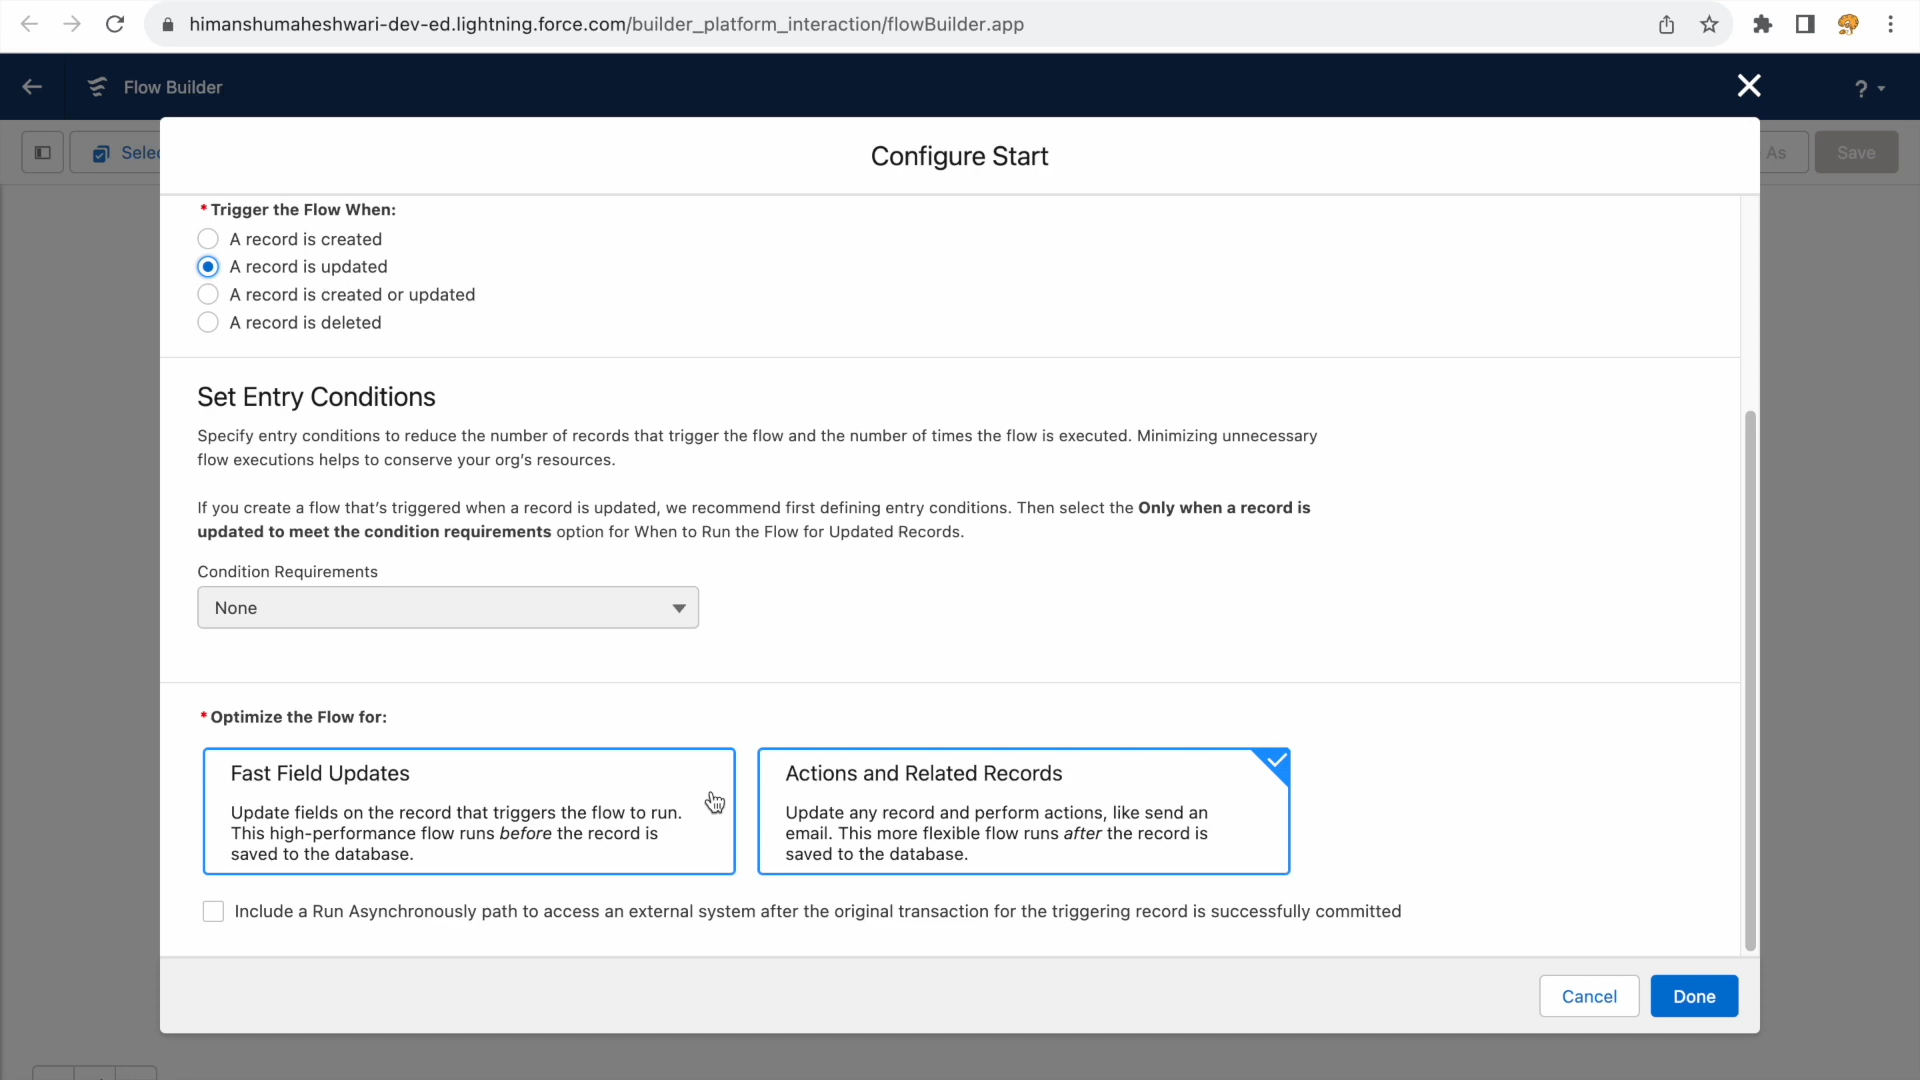 himanshumaheshwari-dev-ed.lightning.force.com/builder_platform_interaction/flowBuilder.app
Flow Builder
?
Configure Start
As
Save
* Trigger the Flow When:
A record is created
A record is updated
A record is created or updated
A record is deleted
Set Entry Conditions
Specify entry conditions to reduce the number of records that trigger the flow and the number of times the flow is executed. Minimizing unnecessary
flow executions helps to conserve your org's resources.
If you create a flow that's triggered when a record is updated, we recommend first defining entry conditions. Then select the Only when a record is
updated to meet the condition requirements option for When to Run the Flow for Updated Records.
Condition Requirements
None
* Optimize the Flow for:
Fast Field Updates
Update fields on the record that triggers the flow to run.
This high-performance flow runs before the record is
saved to the database.
Actions and Related Records
Update any record and perform actions, like send an
email. This more flexible flow runs after the record is
saved to the database.
Include a Run Asynchronously path to access an external system after the original transaction for the triggering record is successfully committed
Cancel
Done